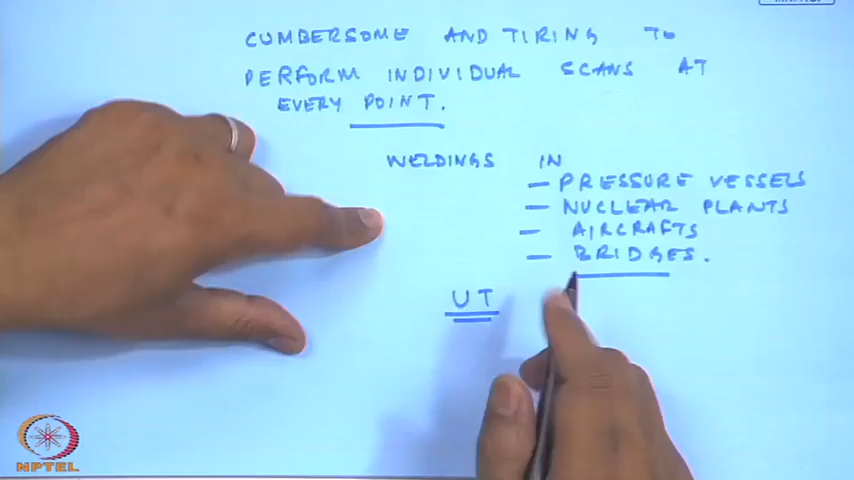 CUMBERSOME AND TIRING TO
PERFORM INDIVIDUAL SCANS AT
EVERY POINT.
WELDINGS IN
— PRESSURE VESSELS
— NUCLEAR PLANTS
— AIRCRAFTS
— BRIDGES.
UT
NPTEL